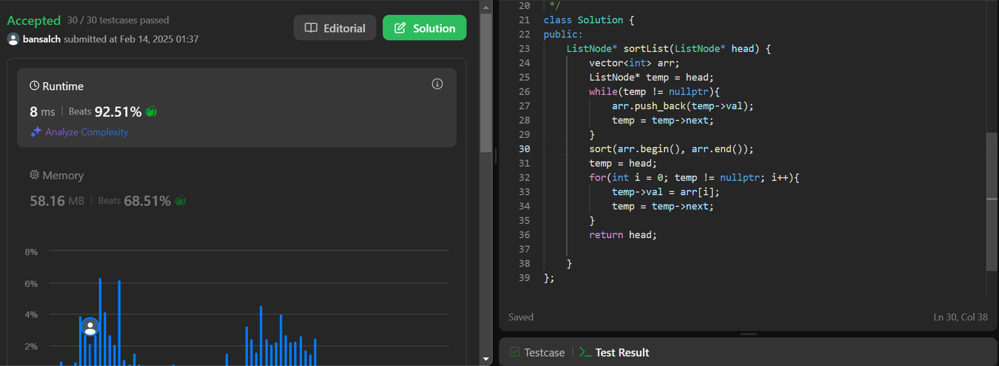 Accepted 30 / 30 testcases passed
bansalch submitted at Feb 14, 2025 01:37
Editorial
Solution
Runtime
8 ms | Beats 92.51%
Analyze Complexity
Memory
58.16 MB | Beats 68.51%
8%
6%
4%
2%
20 */
21 class Solution {
22 public:
23     ListNode* sortList(ListNode* head) {
24         vector<int> arr;
25         ListNode* temp = head;
26         while(temp != nullptr){
27             arr.push_back(temp->val);
28             temp = temp->next;
29         }
30         sort(arr.begin(), arr.end());
31         temp = head;
32         for(int i = 0; temp != nullptr; i++){
33             temp->val = arr[i];
34             temp = temp->next;
35         }
36         return head;
37
38     }
39 };
Saved
Ln 30, Col 38
Testcase | >_ Test Result